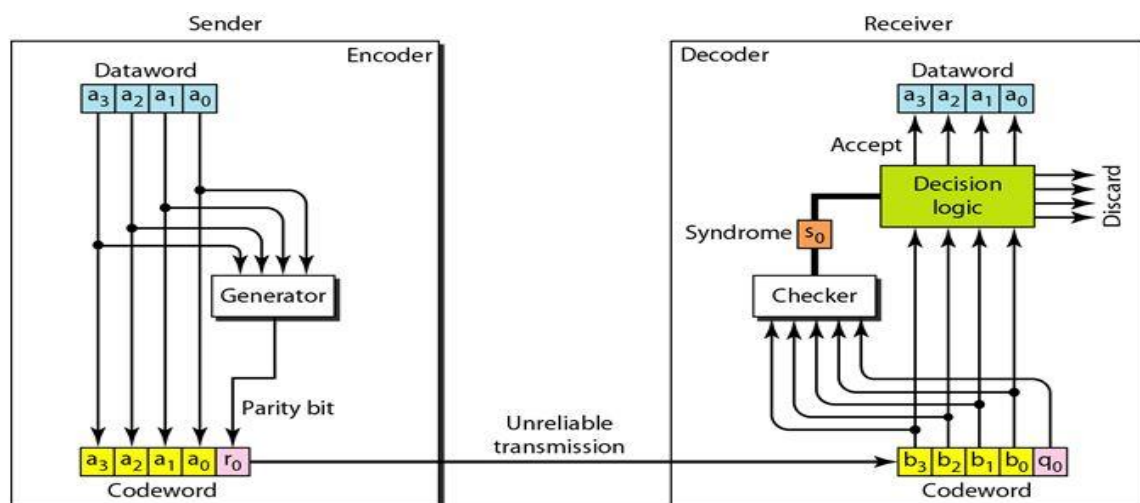 Sender
Encoder
Dataword
a₃ a₂ a₁ a₀
Generator
Parity bit
a₃ a₂ a₁ a₀ r₀
Codeword
Unreliable
transmission
Receiver
Decoder
Dataword
a₃ a₂ a₁ a₀
Accept
Decision
logic
Discard
Syndrome
s₀
Checker
b₃ b₂ b₁ b₀ q₀
Codeword